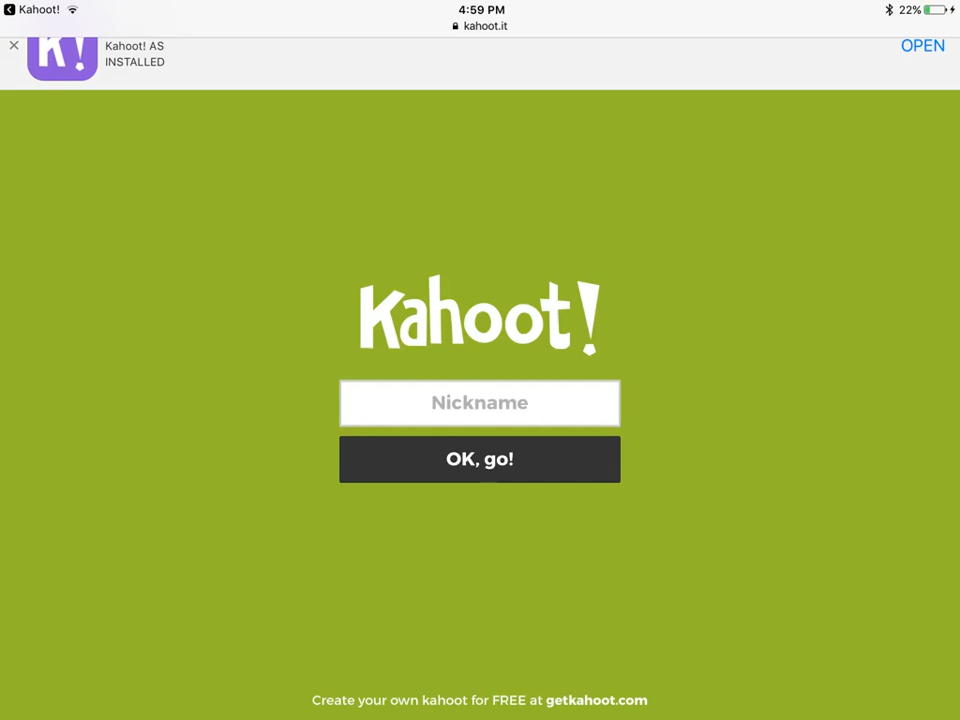 Kahoot! 4:59 PM 22%
kahoot.it
K!
Kahoot! AS
INSTALLED
OPEN
Kahoot!
Nickname
OK, go!
Create your own kahoot for FREE at getkahoot.com